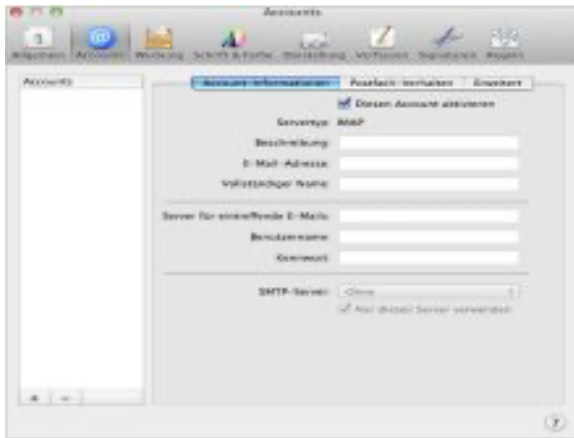 Accounts
Allgemein Accounts Werbung Schrift & Farbe Darstellung Verfassen Signaturen Regeln
Accounts
Account-Informationen Postfach-Verhalten Erweitert
Diesen Account aktivieren
Servertyp: IMAP
Beschreibung:
E-Mail-Adresse:
Vollständiger Name:
Server für eintreffende E-Mails:
Benutzername:
Kennwort:
SMTP-Server: Ohne
Nur diesen Server verwenden
+ −
?